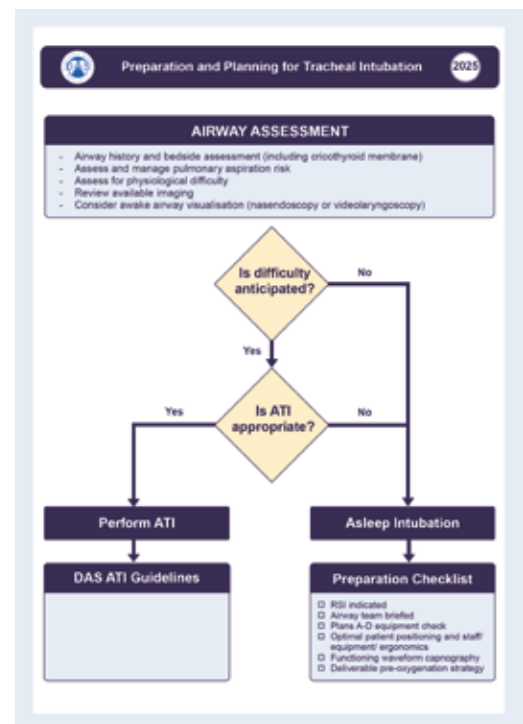 Preparation and Planning for Tracheal Intubation
2025
AIRWAY ASSESSMENT
- Airway history and bedside assessment (including cricothyroid membrane)
- Assess and manage pulmonary aspiration risk
- Assess for physiological difficulty
- Review available imaging
- Consider awake airway visualisation (nasendoscopy or videolaryngoscopy)
Is difficulty
anticipated?
No
Yes
Is ATI
appropriate?
Yes
No
Perform ATI
Asleep Intubation
DAS ATI Guidelines
Preparation Checklist
RSI indicated
Airway team briefed
Plans A-D equipment check
Optimal patient positioning and staff/
equipment/ ergonomics
Functioning waveform capnography
Deliverable pre-oxygenation strategy